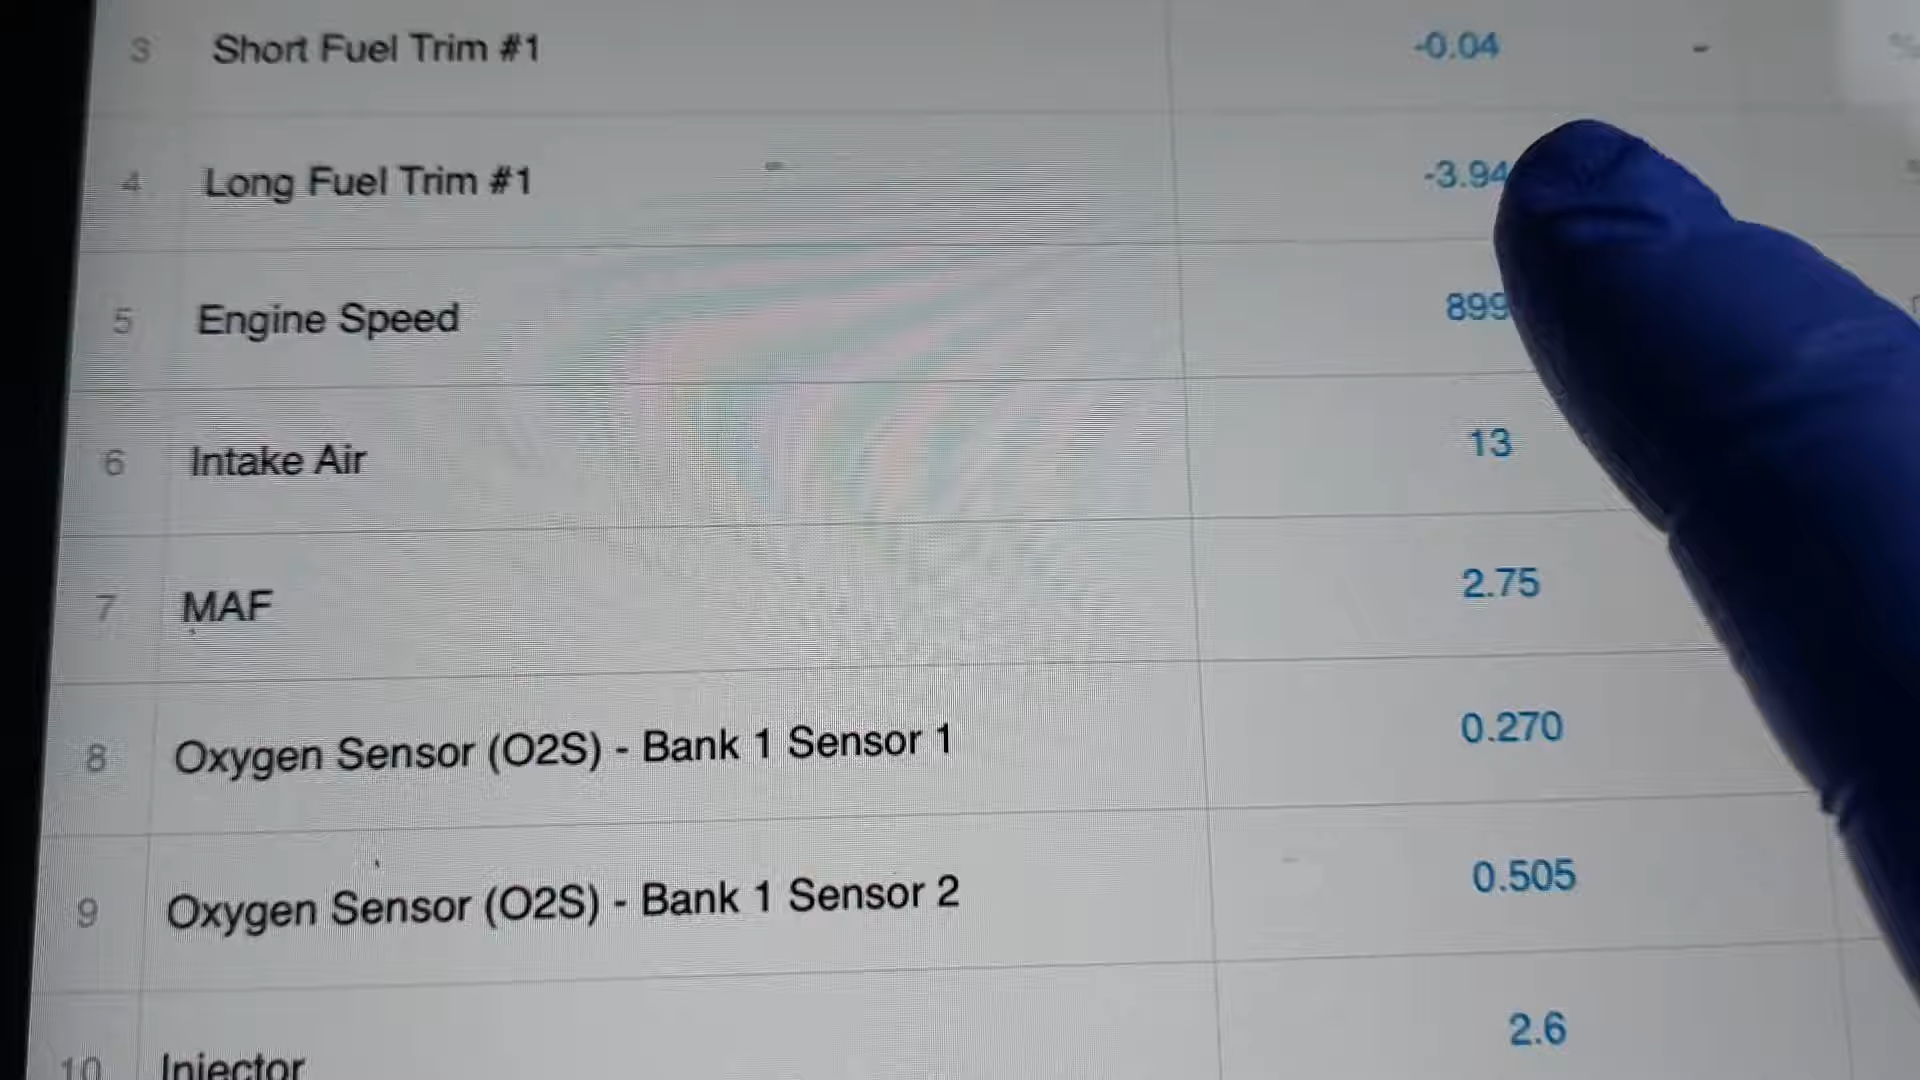 3 Short Fuel Trim #1 -0.04
4 Long Fuel Trim #1 -3.94
5 Engine Speed 899
6 Intake Air 13
7 MAF 2.75
8 Oxygen Sensor (O2S) - Bank 1 Sensor 1 0.270
9 Oxygen Sensor (O2S) - Bank 1 Sensor 2 0.505
10 Injector 2.6